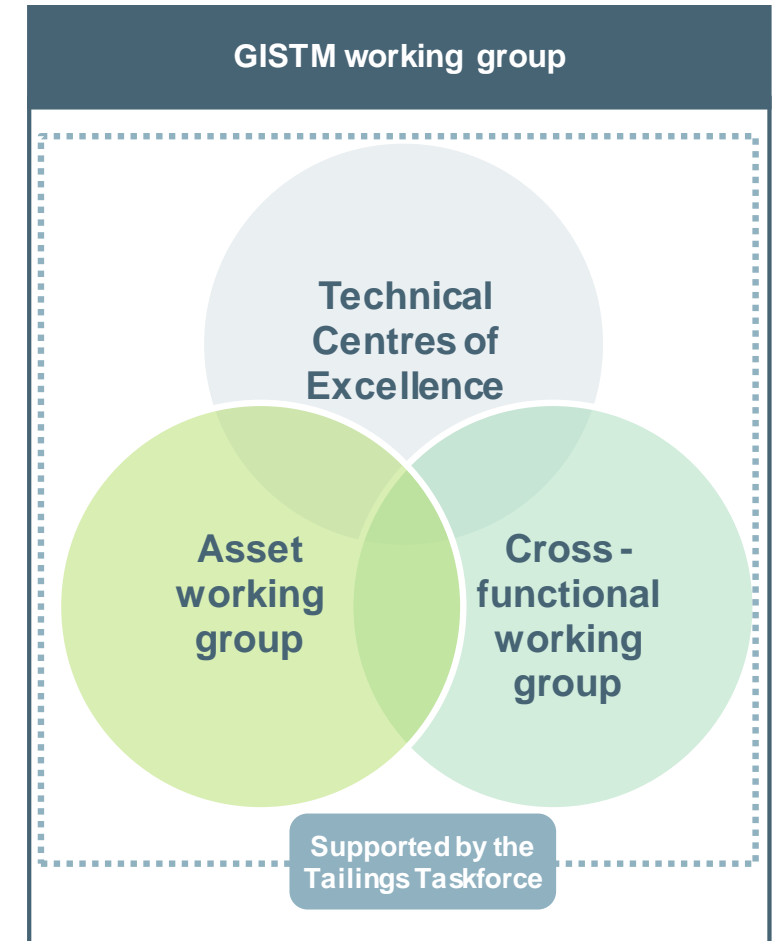 GISTM working group
Technical
Centres of
Excellence
Asset
working
group
Cross-
functional
working
group
Supported by the
Tailings Taskforce